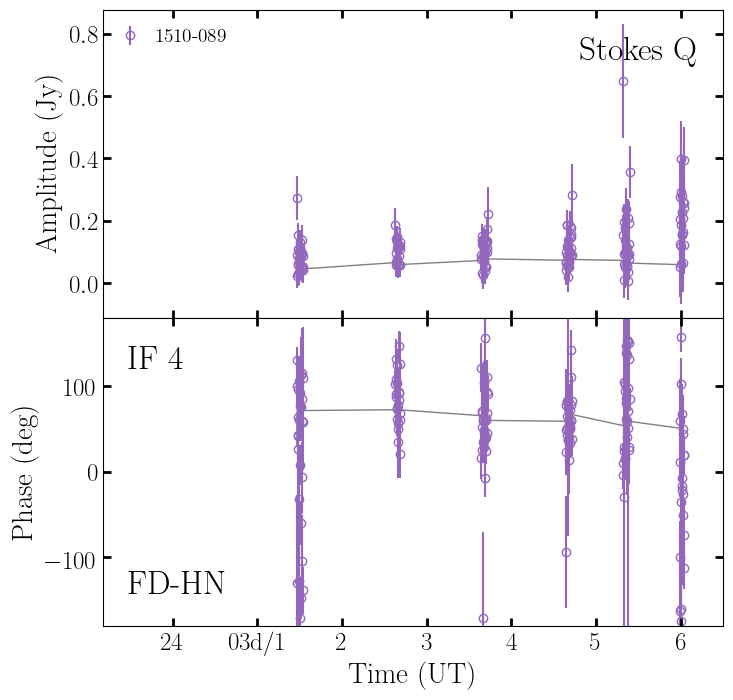 1510-089
Stokes Q
Amplitude (Jy)
0.8
0.6
0.4
0.2
0.0
IF 4
FD-HN
Phase (deg)
100
0
−100
24
03d/1
2
3
4
5
6
Time (UT)